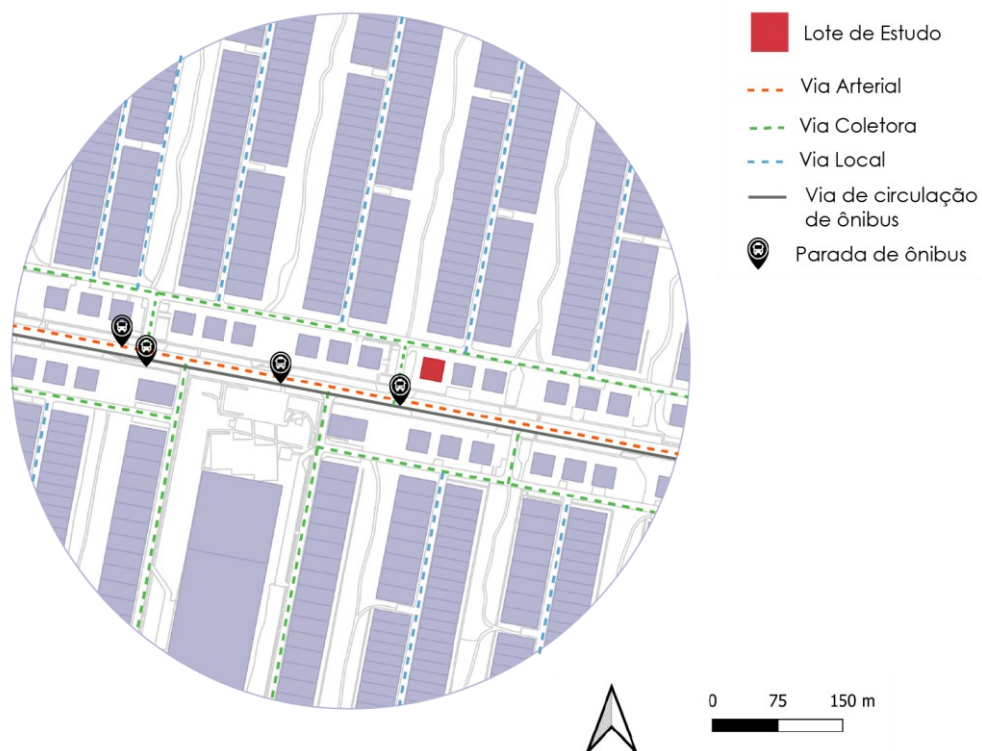 Lote de Estudo
Via Arterial
Via Coletora
Via Local
Via de circulação
de ônibus
Parada de ônibus
0 75 150 m